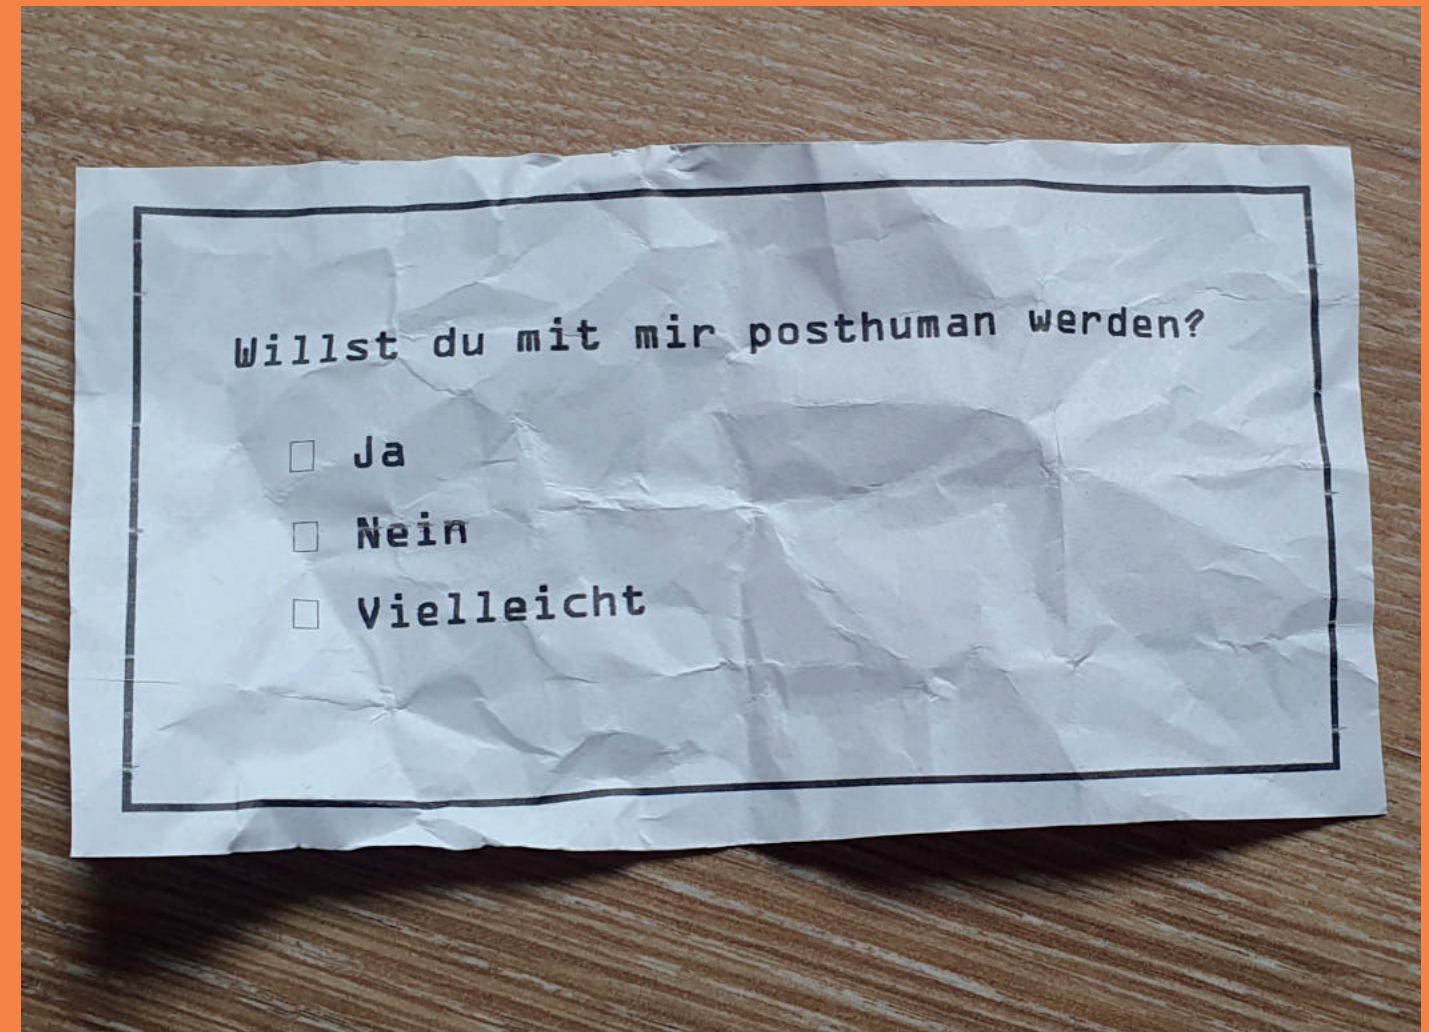 Willst du mit mir posthuman werden?
□ Ja
□ Nein
□ Vielleicht